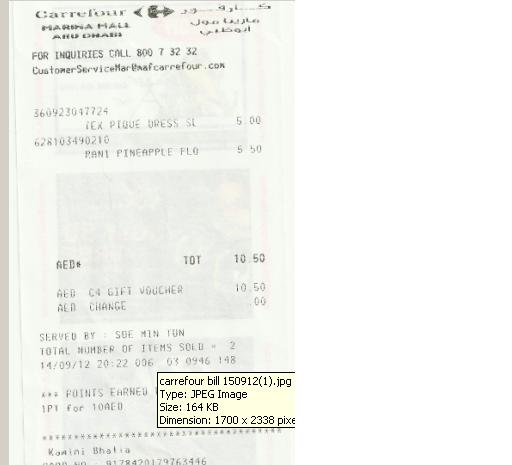 Carrefour
كارفور
MARINA MALL
مارينا مول
ABU DHABI
ابوظبي
FOR INQUIRIES CALL 800 7 32 32
CustomerServiceMar@mafcarrefour.com
360923047724
TEX PIQUE DRESS SL 5.00
628103490210
RANI PINEAPPLE FLO 5 50
AED* TOT 10.50
AED C4 GIFT VOUCHER 10.50
AED CHANGE .00
SERVED BY : SOE MIN TUN
TOTAL NUMBER OF ITEMS SOLD = 2
14/09/12 20:22 006 03 0946 148
*** POINTS EARNED
1P1 for 10AED
carrefour bill 150912(1).jpg
Type: JPEG Image
Size: 164 KB
Dimension: 1700 x 2338 pixe
Kamini Bhatia
CARD NO - 9178420179763446